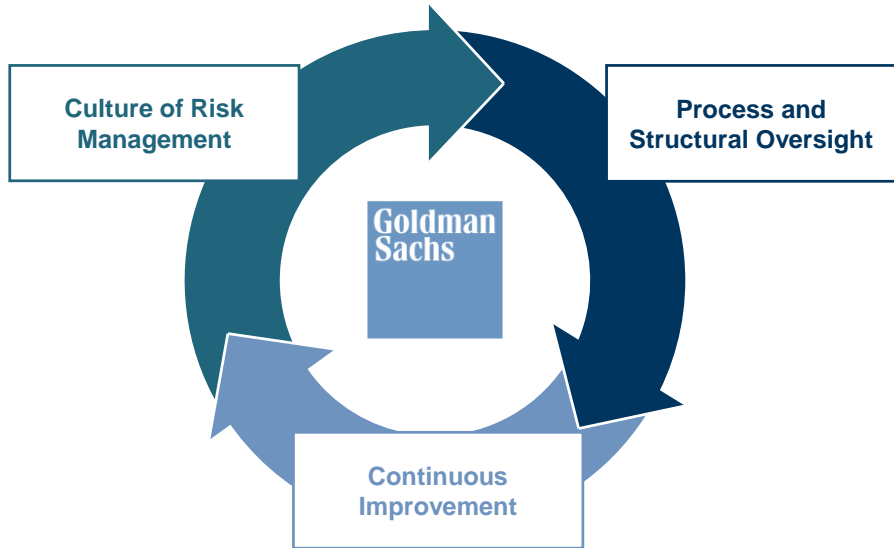 Culture of Risk
Management
Process and
Structural Oversight
Goldman
Sachs
Continuous
Improvement